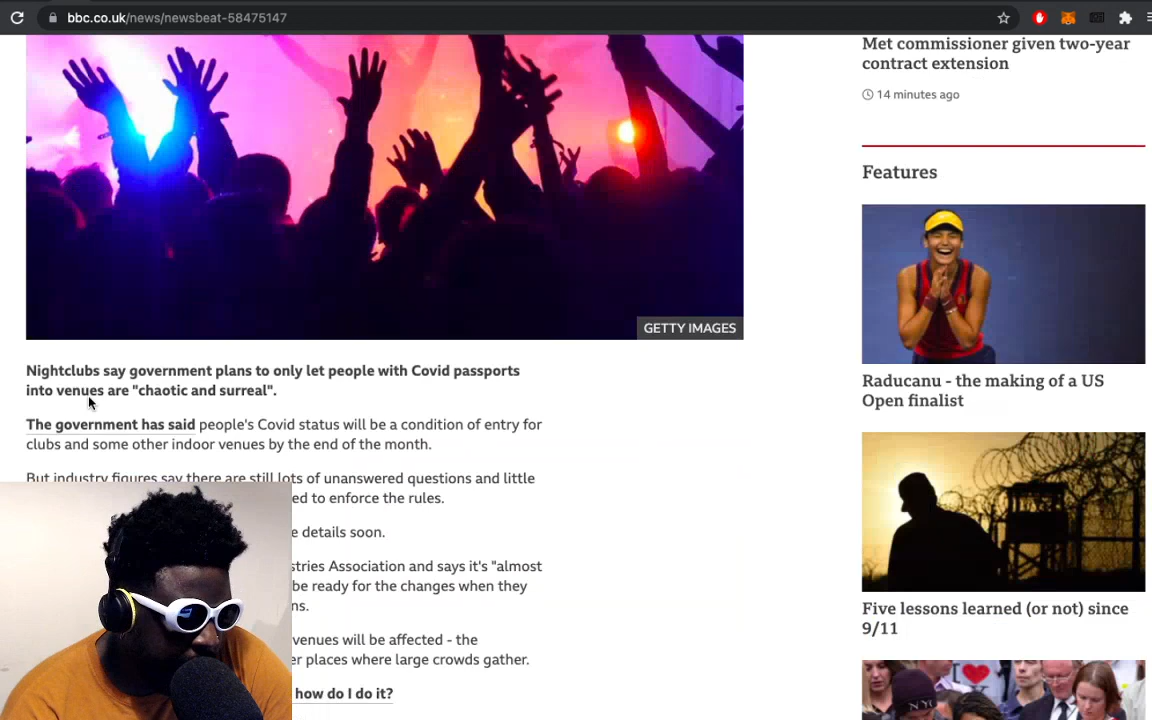 bbc.co.uk/news/newsbeat-58475147
Met commissioner given two-year
contract extension
14 minutes ago
Features
GETTY IMAGES
Nightclubs say government plans to only let people with Covid passports
into venues are "chaotic and surreal".
The government has said people's Covid status will be a condition of entry for
clubs and some other indoor venues by the end of the month.
But industry figures say there are still lots of unanswered questions and little
ed to enforce the rules.
e details soon.
stries Association and says it's "almost
be ready for the changes when they
ns.
venues will be affected - the
er places where large crowds gather.
how do I do it?
Raducanu - the making of a US
Open finalist
Five lessons learned (or not) since
9/11
I
NYC